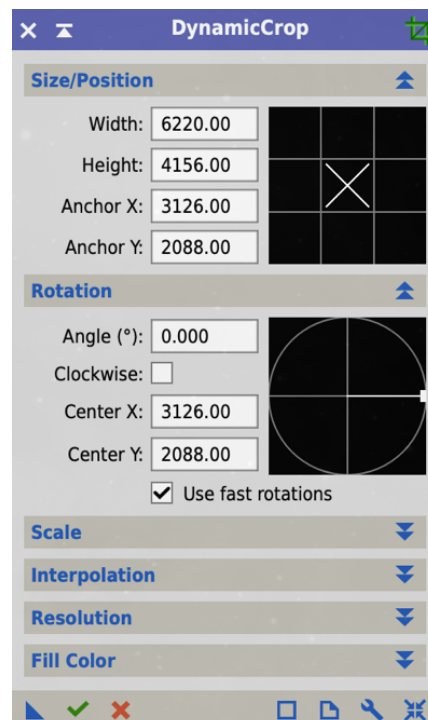 DynamicCrop
Size/Position
Width: 6220.00
Height: 4156.00
Anchor X: 3126.00
Anchor Y: 2088.00
Rotation
Angle (°): 0.000
Clockwise:
Center X: 3126.00
Center Y: 2088.00
Use fast rotations
Scale
Interpolation
Resolution
Fill Color